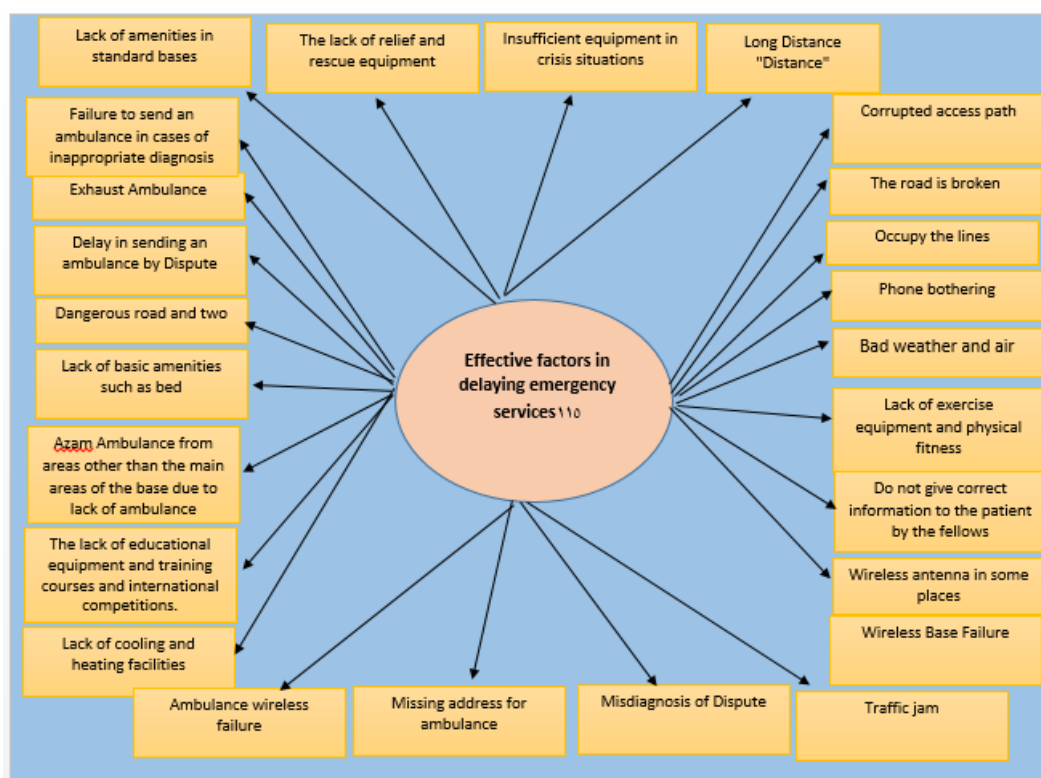 Lack of amenities in
standard bases
The lack of relief and
rescue equipment
Insufficient equipment in
crisis situations
Long Distance
"Distance"
Failure to send an
ambulance in cases of
inappropriate diagnosis
Exhaust Ambulance
Delay in sending an
ambulance by Dispute
Dangerous road and two
Lack of basic amenities
such as bed
Azam Ambulance from
areas other than the main
areas of the base due to
lack of ambulance
The lack of educational
equipment and training
courses and international
competitions.
Lack of cooling and
heating facilities
Effective factors in
delaying emergency
services١١٥
Corrupted access path
The road is broken
Occupy the lines
Phone bothering
Bad weather and air
Lack of exercise
equipment and physical
fitness
Do not give correct
information to the patient
by the fellows
Wireless antenna in some
places
Wireless Base Failure
Ambulance wireless
failure
Missing address for
ambulance
Misdiagnosis of Dispute
Traffic jam